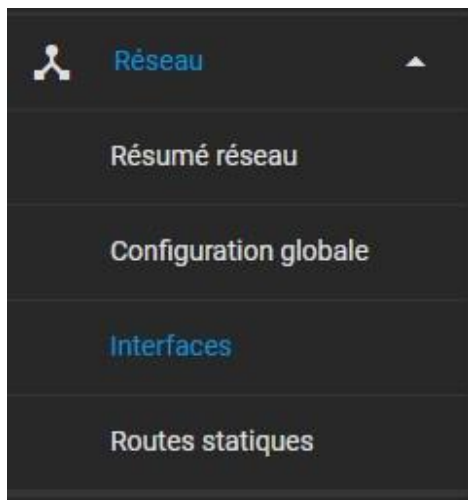 Réseau
Résumé réseau
Configuration globale
Interfaces
Routes statiques